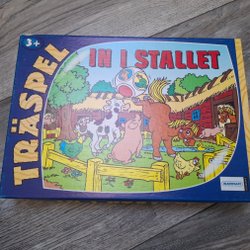 3+
TRÄSPEL
IN I STALLET